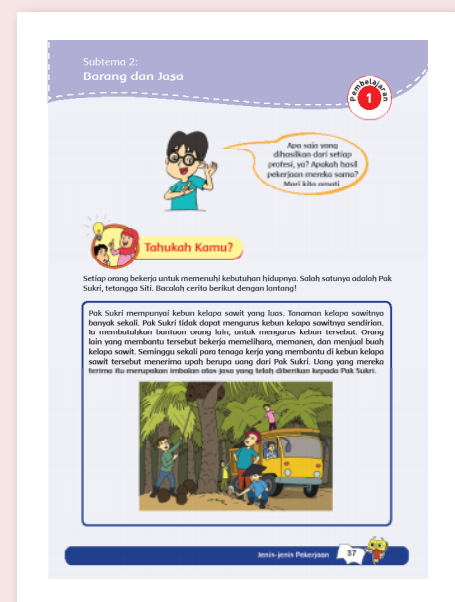 Subtema 2:
Barang dan Jasa
Pembelajaran
1
Apa saja yang
dihasilkan dari setiap
profesi, ya? Apakah hasil
pekerjaan mereka sama?
Mari kita amati
Tahukah Kamu?
Setiap orang bekerja untuk memenuhi kebutuhan hidupnya. Salah satunya adalah Pak
Sukri, tetangga Siti. Bacalah cerita berikut dengan lantang!
Pak Sukri mempunyai kebun kelapa sawit yang luas. Tanaman kelapa sawitnya
banyak sekali. Pak Sukri tidak dapat mengurus kebun kelapa sawitnya sendirian.
Ia membutuhkan bantuan orang lain, untuk mengurus kebun tersebut. Orang
lain yang membantu tersebut bekerja memelihara, memanen, dan menjual buah
kelapa sawit. Seminggu sekali para tenaga kerja yang membantu di kebun kelapa
sawit tersebut menerima upah berupa uang dari Pak Sukri. Uang yang mereka
terima itu merupakan imbalan atas jasa yang telah diberikan kepada Pak Sukri.
Jenis-jenis Pekerjaan
37